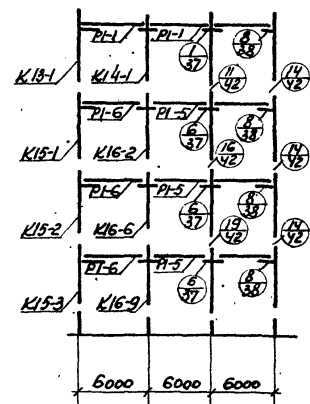 Р1-1 Р1-1 8/38
1/37
К13-1 К14-1 11/42 14/42
Р1-6 Р1-5 8/38
6/37
К15-1 К16-2 16/42 14/42
Р1-6 Р1-5 8/38
6/37
К15-2 К16-6 19/42 14/42
Р1-6 Р1-5 8/38
6/37
К15-3 К16-9
6000 6000 6000